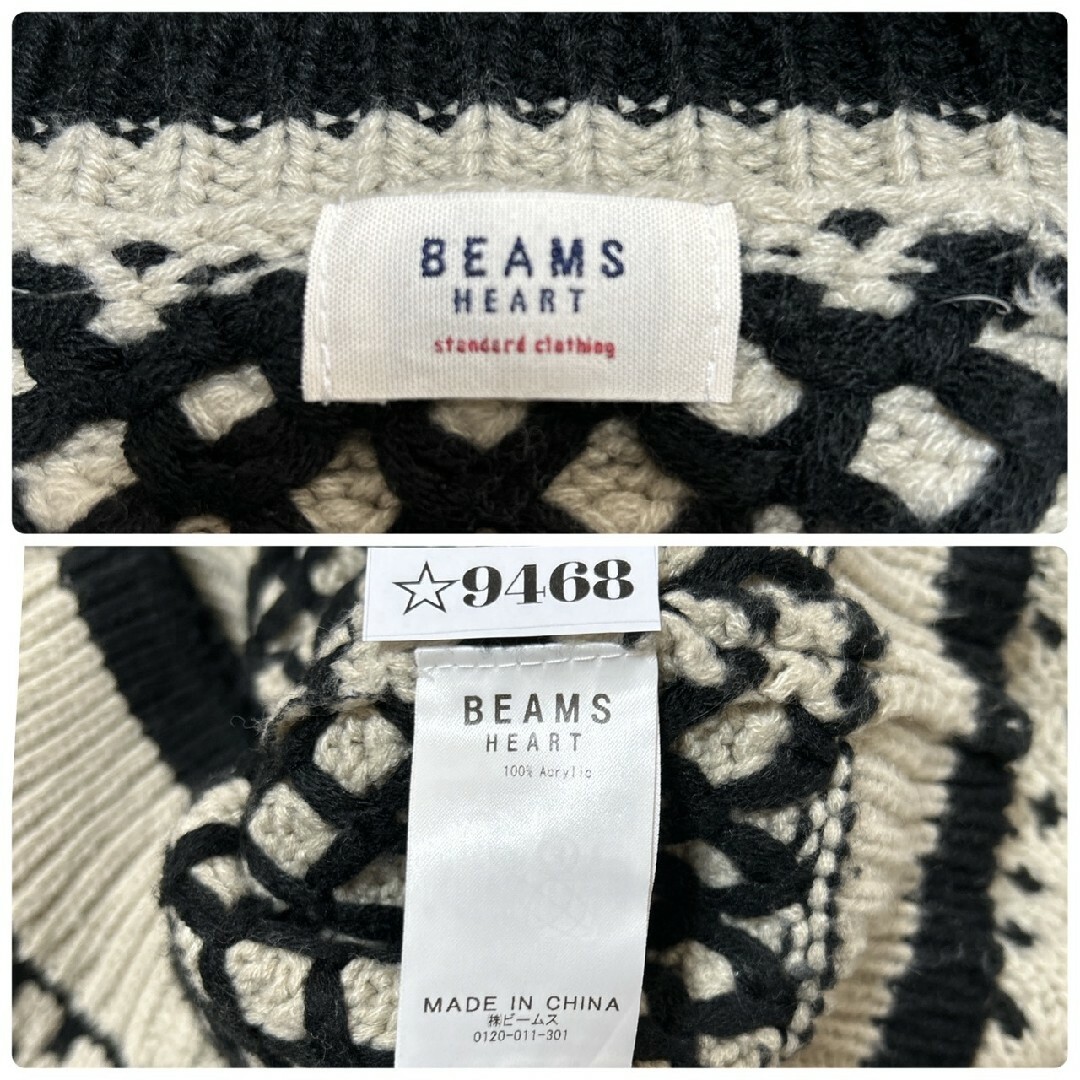 BEAMS
HEART
standard clothing
☆9468
BEAMS
HEART
100% Acrylic
MADE IN CHINA
㈱ビームス
0120-011-301